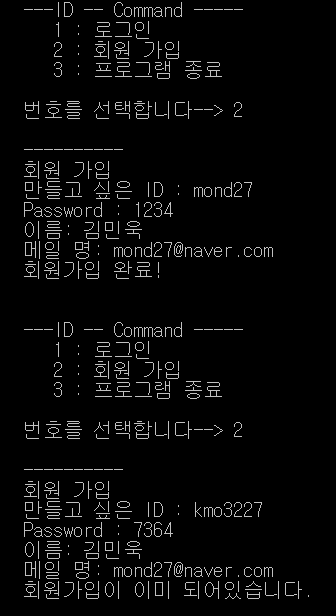 ---ID -- Command -----
1 : 로그인
2 : 회원 가입
3 : 프로그램 종료
번호를 선택합니다--> 2
----------
회원 가입
만들고 싶은 ID : mond27
Password : 1234
이름: 김민욱
메일 명: mond27@naver.com
회원가입 완료!
---ID -- Command -----
1 : 로그인
2 : 회원 가입
3 : 프로그램 종료
번호를 선택합니다--> 2
----------
회원 가입
만들고 싶은 ID : kmo3227
Password : 7364
이름: 김민욱
메일 명: mond27@naver.com
회원가입이 이미 되어있습니다.